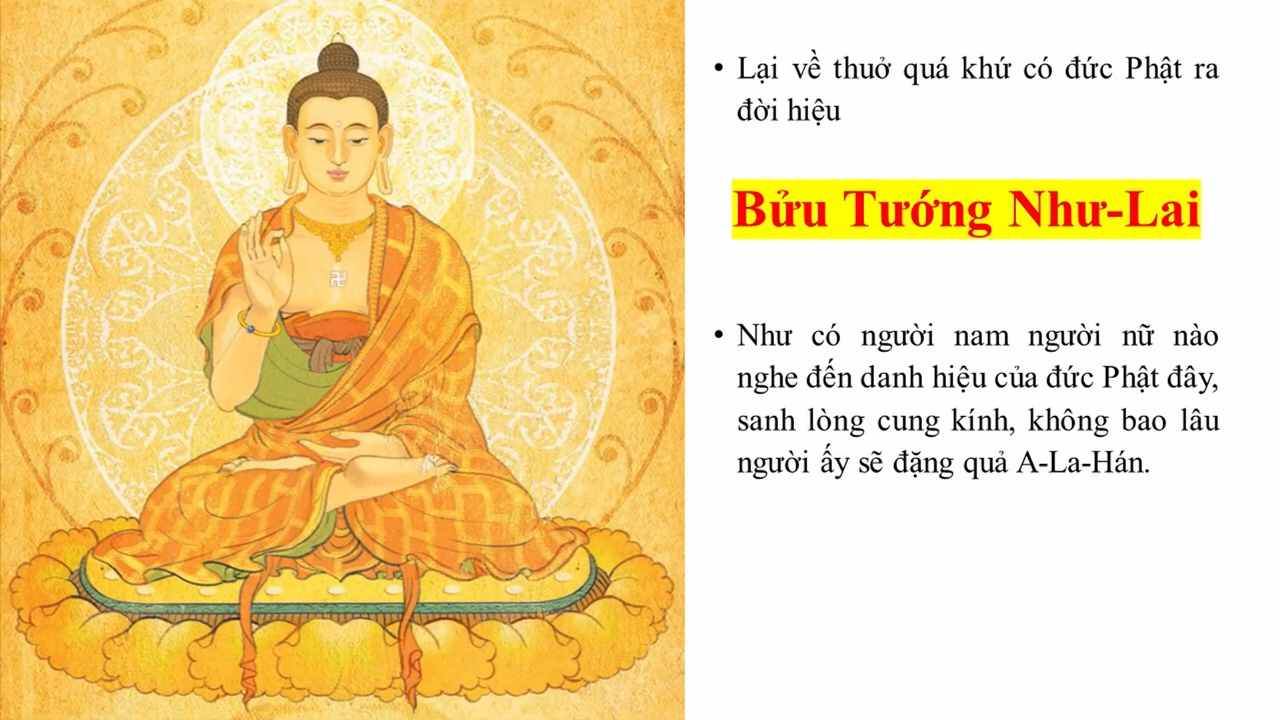 • Lại về thuở quá khứ có đức Phật ra
đời hiệu
Bửu Tướng Như-Lai
• Như có người nam người nữ nào
nghe đến danh hiệu của đức Phật đây,
sanh lòng cung kính, không bao lâu
người ấy sẽ đặng quả A-La-Hán.